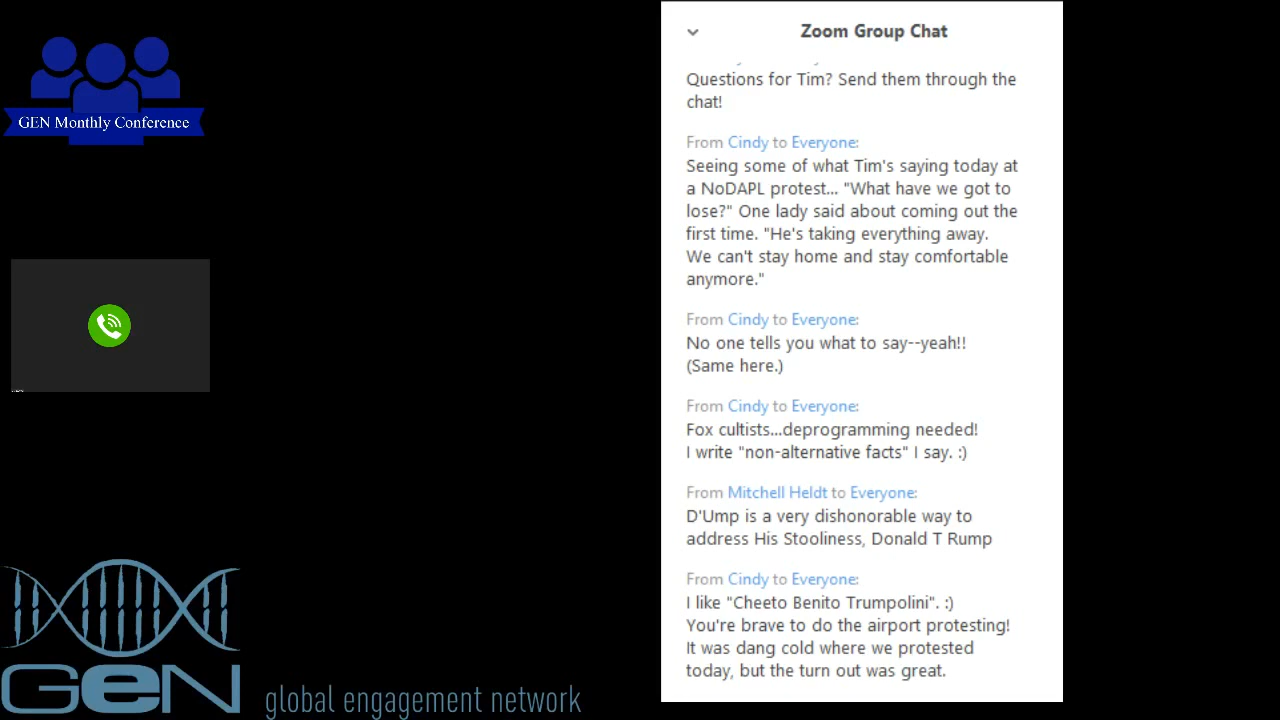 GEN Monthly Conference
Zoom Group Chat
Questions for Tim? Send them through the
chat!
From Cindy to Everyone:
Seeing some of what Tim's saying today at
a NoDAPL protest... "What have we got to
lose?" One lady said about coming out the
first time. "He's taking everything away.
We can't stay home and stay comfortable
anymore."
From Cindy to Everyone:
No one tells you what to say--yeah!!
(Same here.)
From Cindy to Everyone:
Fox cultists...deprogramming needed!
I write "non-alternative facts" I say. :)
From Mitchell Heldt to Everyone:
D'Ump is a very dishonorable way to
address His Stooliness, Donald T Rump
From Cindy to Everyone:
I like "Cheeto Benito Trumpolini". :)
You're brave to do the airport protesting!
It was dang cold where we protested
today, but the turn out was great.
GeN
global engagement network